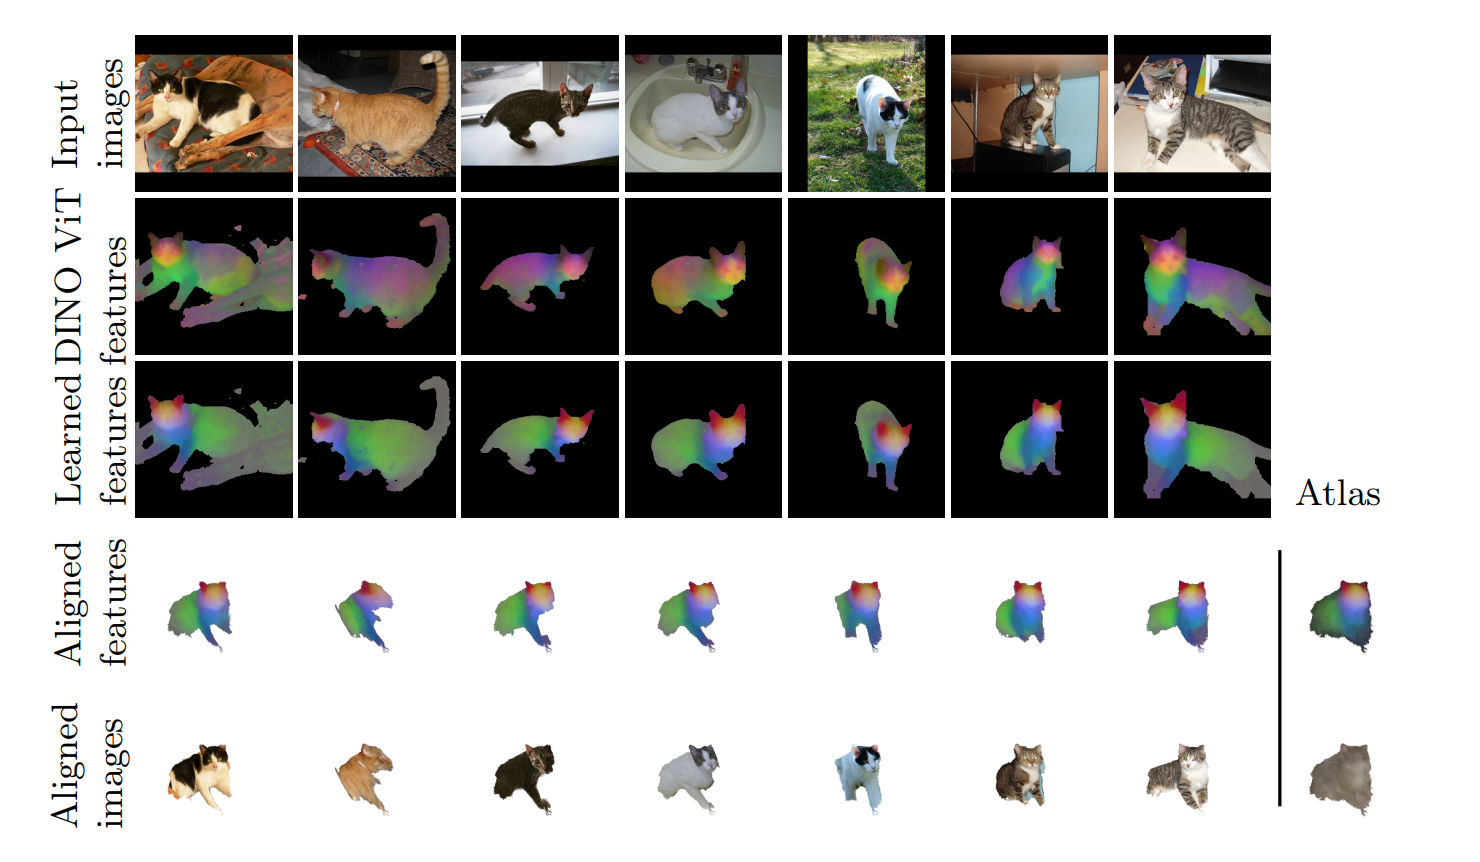 Input
images
DINO ViT
features
Learned
features
Atlas
Aligned
features
Aligned
images